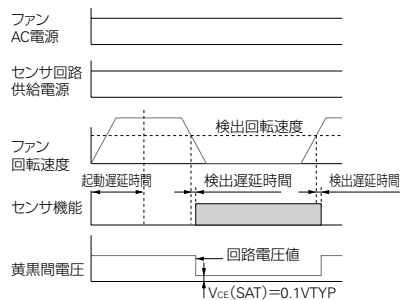 ファン
AC電源
センサ回路
供給電源
検出回転速度
ファン
回転速度
起動遅延時間
検出遅延時間
検出遅延時間
センサ機能
回路電圧値
黄黒間電圧
VCE(SAT)=0.1VTYP